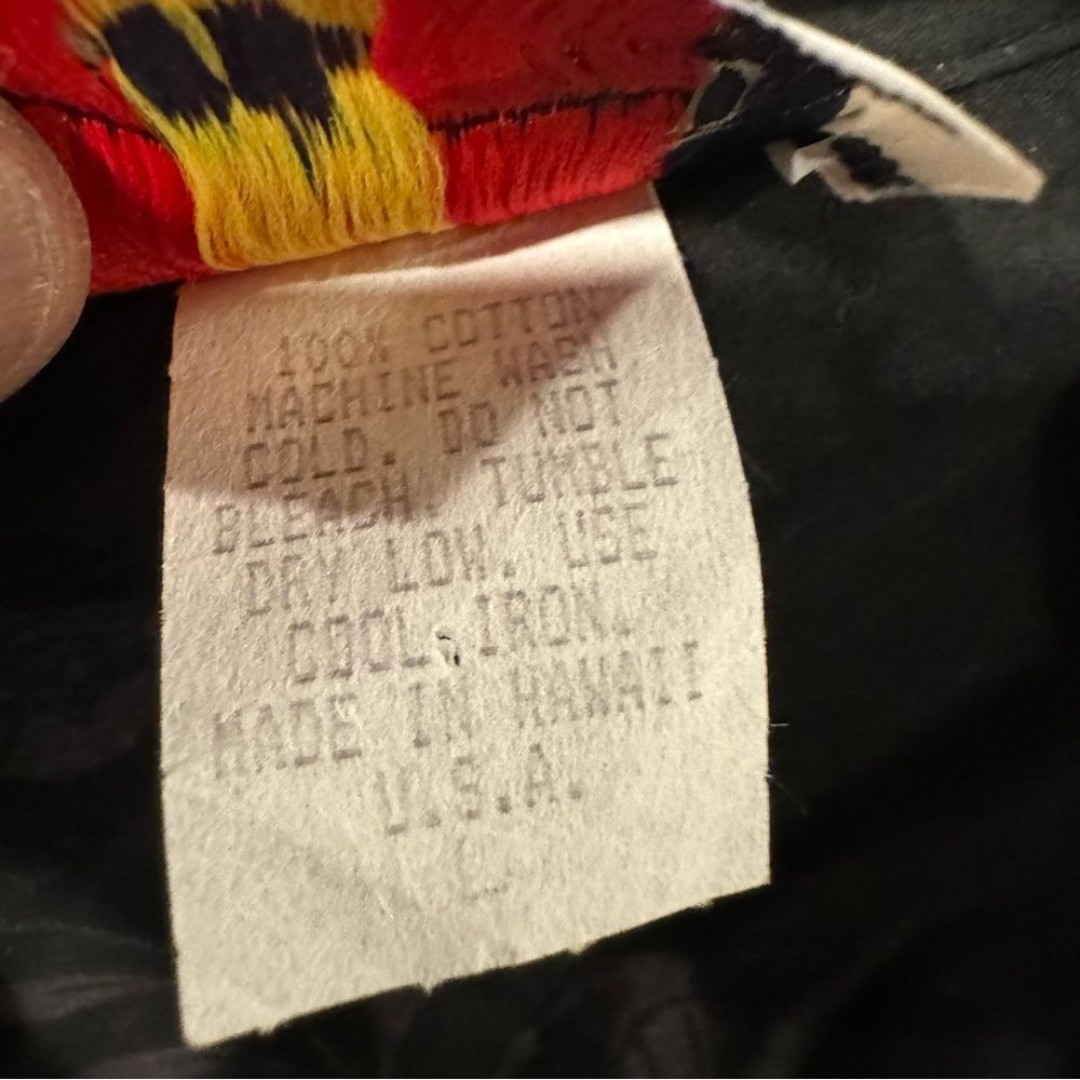 100% COTTON
MACHINE WASH
COLD. DO NOT
BLEACH. TUMBLE
DRY LOW. USE
COOL IRON.
MADE IN HAWAII
U.S.A.
L